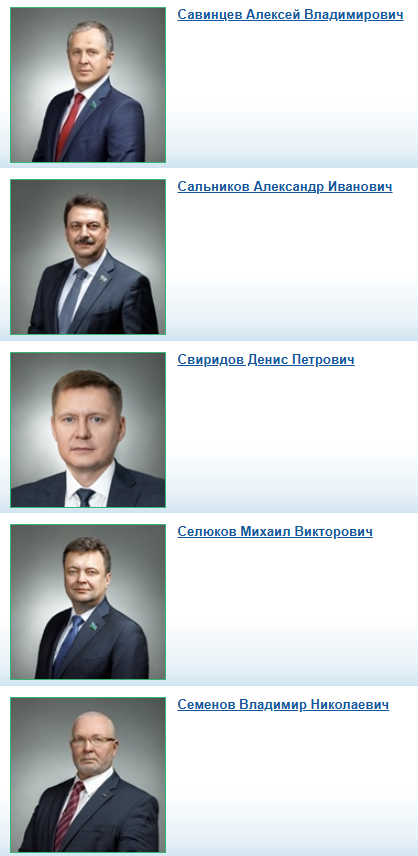 Савинцев Алексей Владимирович
Сальников Александр Иванович
Свиридов Денис Петрович
Селюков Михаил Викторович
Семенов Владимир Николаевич